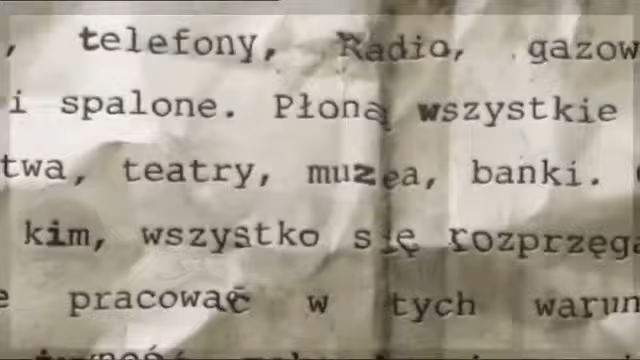 , telefony, Radio, gazow
i spalone. Płoną wszystkie
twa, teatry, muzea, banki.
kim, wszystko się rozprzęga
e pracować w tych warun